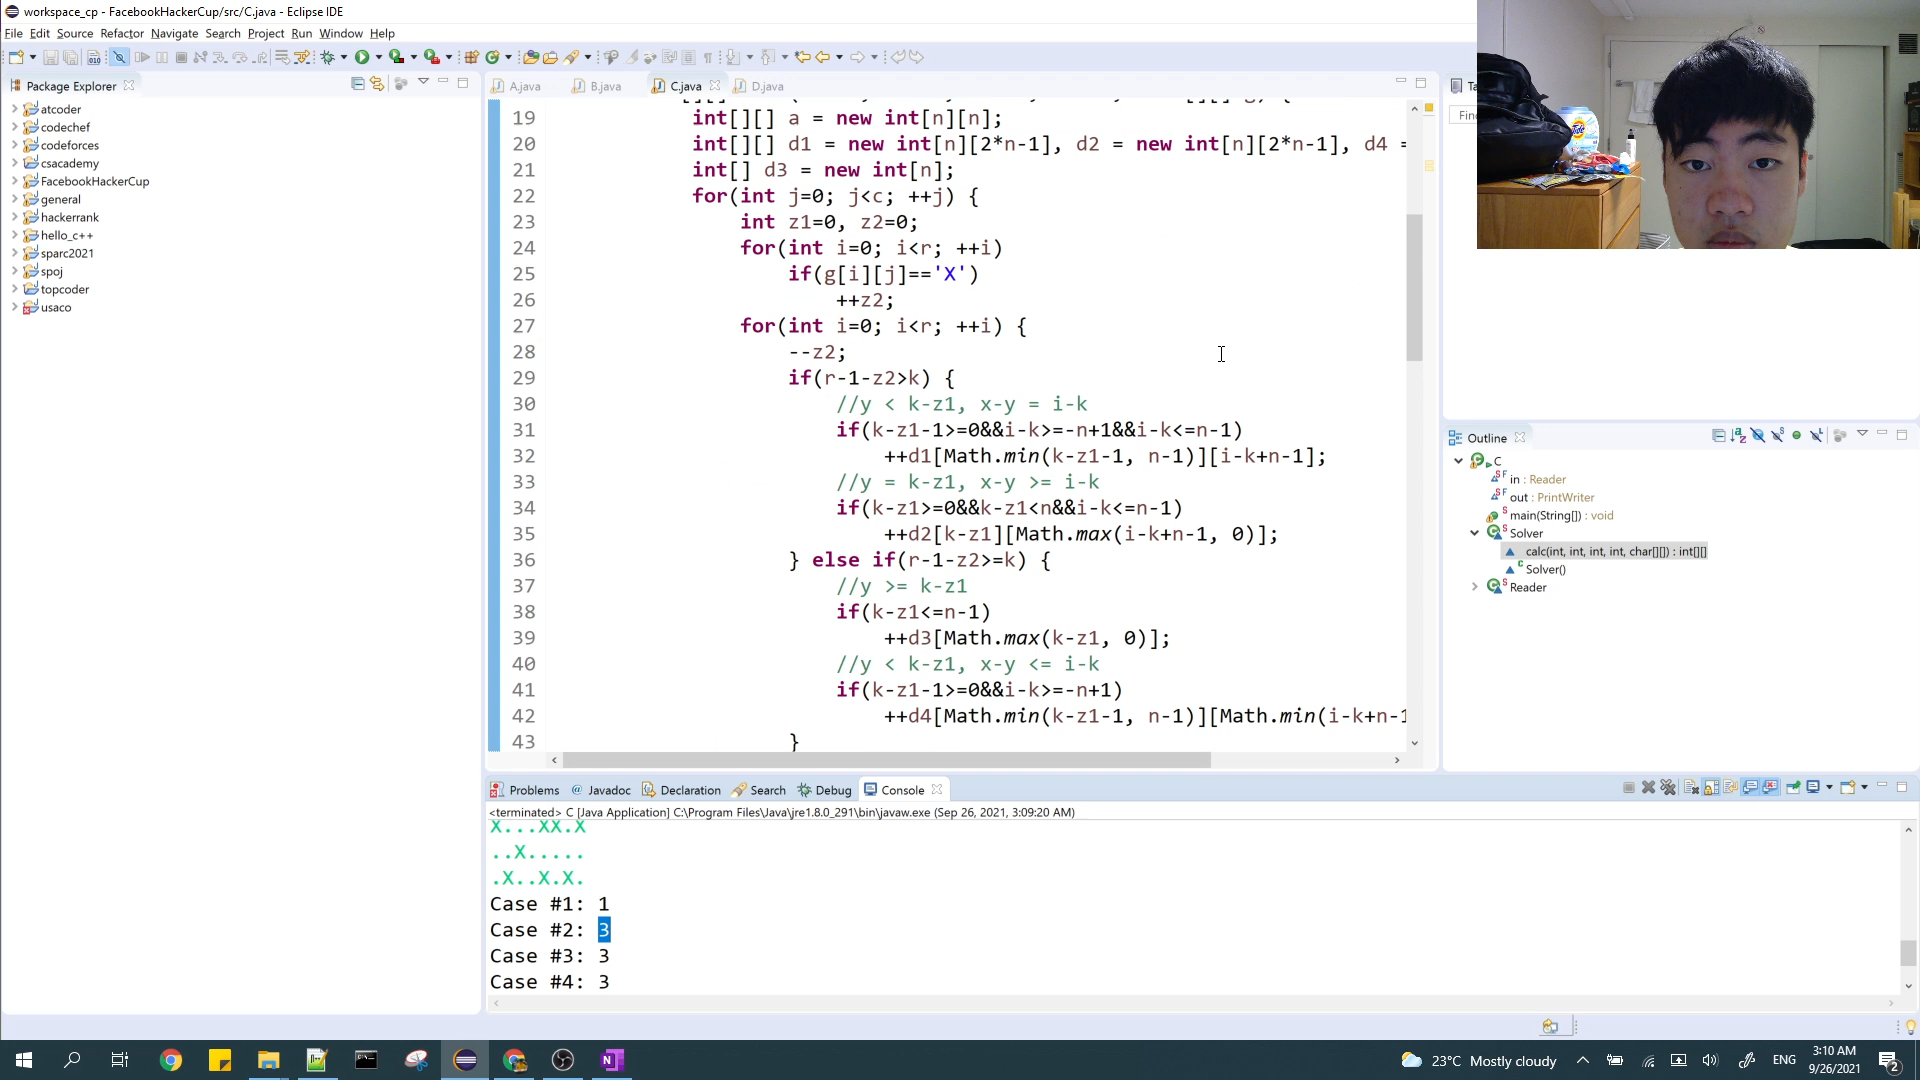 workspace_cp - FacebookHackerCup/src/C.java - Eclipse IDE
File Edit Source Refactor Navigate Search Project Run Window Help
Package Explorer
atcoder
codechef
codeforces
csacademy
FacebookHackerCup
general
hackerrank
hello_c++
sparc2021
spoj
topcoder
usaco
A.java B.java C.java D.java
19 int[][] a = new int[n][n];
20 int[][] d1 = new int[n][2*n-1], d2 = new int[n][2*n-1], d4 =
21 int[] d3 = new int[n];
22 for(int j=0; j<c; ++j) {
23 int z1=0, z2=0;
24 for(int i=0; i<r; ++i)
25 if(g[i][j]=='X')
26 ++z2;
27 for(int i=0; i<r; ++i) {
28 --z2;
29 if(r-1-z2>k) {
30 //y < k-z1, x-y = i-k
31 if(k-z1-1>=0&&i-k>=-n+1&&i-k<=n-1)
32 ++d1[Math.min(k-z1-1, n-1)][i-k+n-1];
33 //y = k-z1, x-y >= i-k
34 if(k-z1>=0&&k-z1<n&&i-k<=n-1)
35 ++d2[k-z1][Math.max(i-k+n-1, 0)];
36 } else if(r-1-z2>=k) {
37 //y >= k-z1
38 if(k-z1<=n-1)
39 ++d3[Math.max(k-z1, 0)];
40 //y < k-z1, x-y <= i-k
41 if(k-z1-1>=0&&i-k>=-n+1)
42 ++d4[Math.min(k-z1-1, n-1)][Math.min(i-k+n-1
43 }
Outline
C
in : Reader
out : PrintWriter
main(String[]) : void
Solver
calc(int, int, int, int, char[][]) : int[][]
Solver()
Reader
Problems Javadoc Declaration Search Debug Console
<terminated> C [Java Application] C:\Program Files\Java\jre1.8.0_291\bin\javaw.exe (Sep 26, 2021, 3:09:20 AM)
X...XX.X
..X.....
.X..X.X.
Case #1: 1
Case #2: 3
Case #3: 3
Case #4: 3
Tide
23°C Mostly cloudy
ENG
3:10 AM
9/26/2021
2